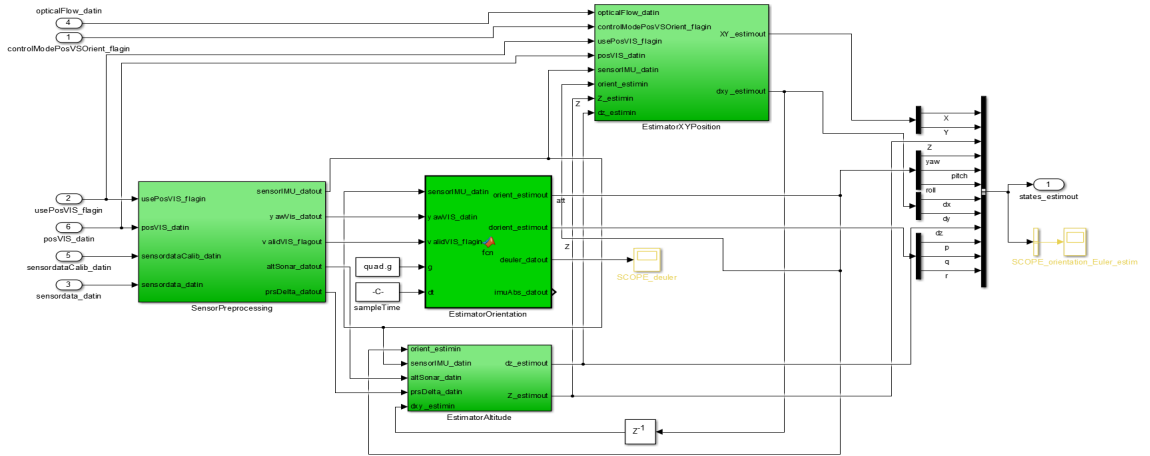 opticalFlow_datin
4
1
controlModePosVSOrient_flagin
opticalFlow_datin
controlModePosVSOrient_flagin
usePosVIS_flagin
posVIS_datin
sensorIMU_datin
orient_estimin
Z_estimin
dz_estimin
XY_estimout
dxy_estimout
EstimatorXYPosition
Z
2
usePosVIS_flagin
6
posVIS_datin
5
sensordataCalib_datin
3
sensordata_datin
usePosVIS_flagin
posVIS_datin
sensordataCalib_datin
sensordata_datin
sensorIMU_datout
yawVis_datout
validVIS_flagout
altSonar_datout
prsDelta_datout
SensorPreprocessing
quad.g
-C-
sampleTime
sensorIMU_datin
yawVIS_datin
validVIS_flagin
g
dt
fcn
orient_estimout
dorient_estimout
deuler_datout
imuAbs_datout
EstimatorOrientation
att
Z
SCOPE_deuler
orient_estimin
sensorIMU_datin
altSonar_datin
prsDelta_datin
dxy_estimin
dz_estimout
Z_estimout
EstimatorAltitude
Z-1
X
Y
Z
yaw
pitch
roll
dx
dy
dz
p
q
r
1
states_estimout
SCOPE_orientation_Euler_estim